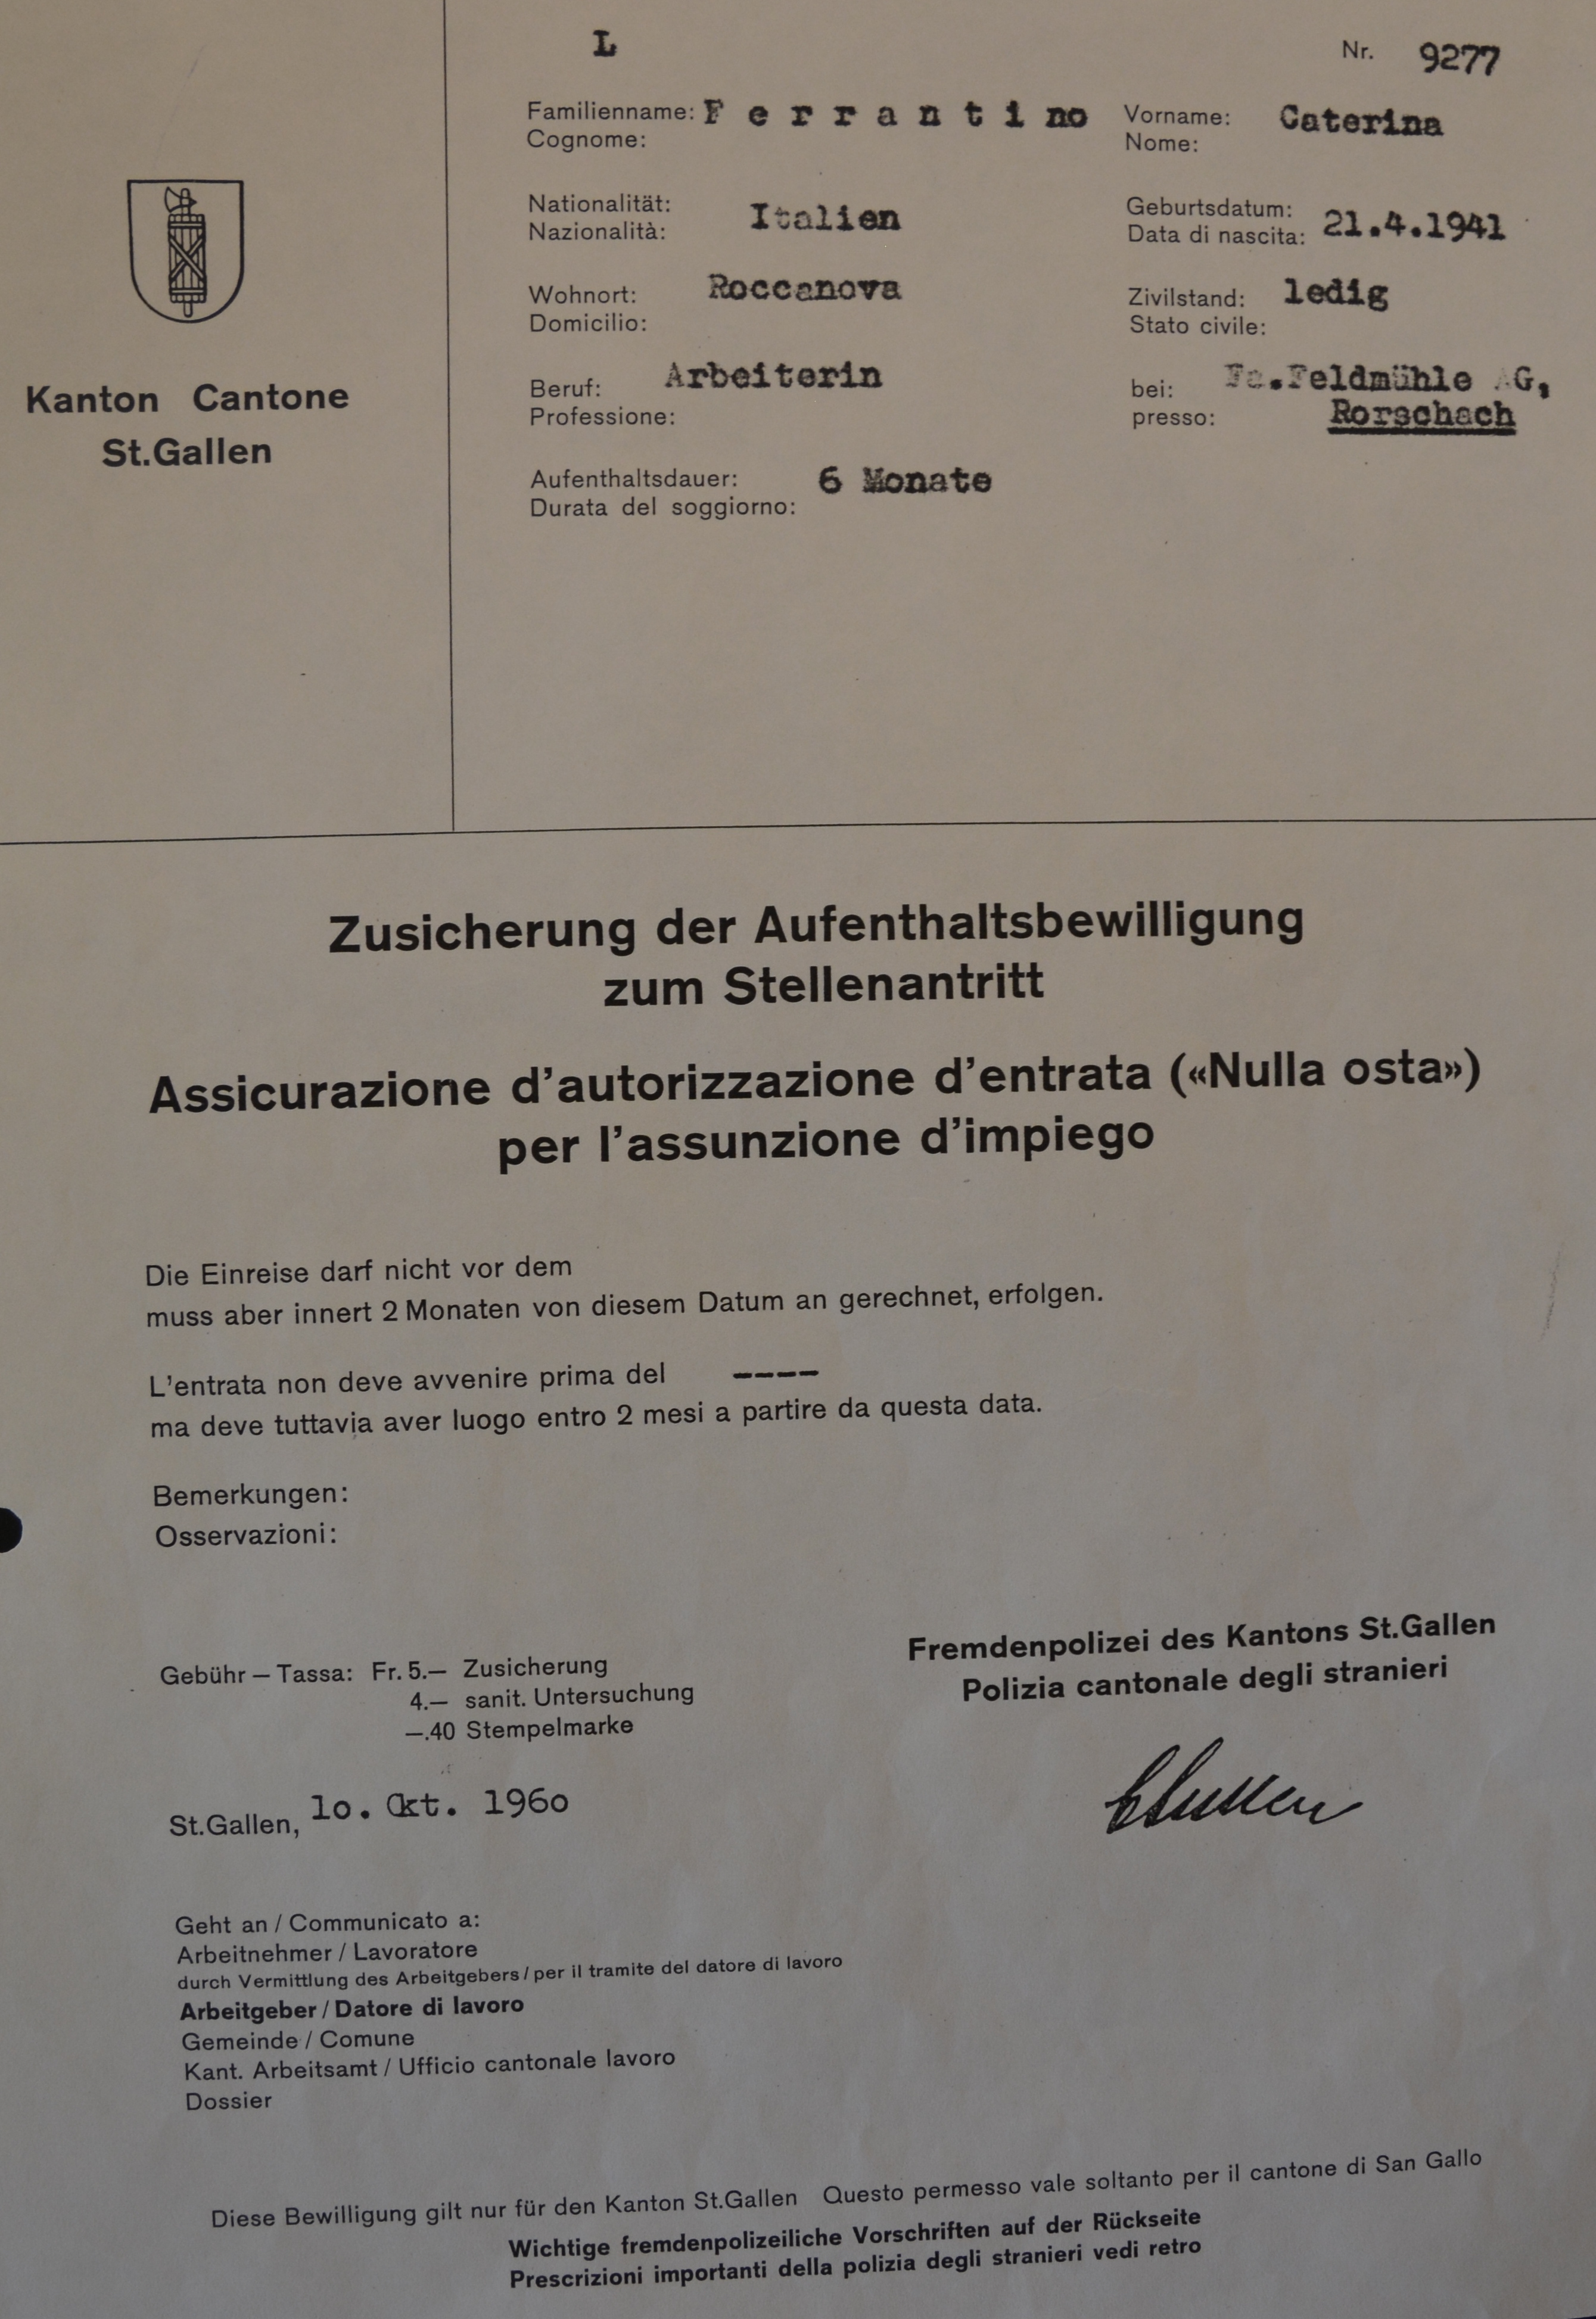 L
Nr. 9277
Familienname: Ferrantino Vorname: Caterina
Cognome: Nome:
Nationalität: Italien Geburtsdatum: 21.4.1941
Nazionalità: Data di nascita:
Wohnort: Roccanova Zivilstand: ledig
Domicilio: Stato civile:
Beruf: Arbeiterin bei: Fa.Feldmühle AG,
Professione: presso: Rorschach
Aufenthaltsdauer: 6 Monate
Durata del soggiorno:
Kanton Cantone
St.Gallen
Zusicherung der Aufenthaltsbewilligung
zum Stellenantritt
Assicurazione d'autorizzazione d'entrata («Nulla osta»)
per l'assunzione d'impiego
Die Einreise darf nicht vor dem
muss aber innert 2 Monaten von diesem Datum an gerechnet, erfolgen.
L'entrata non deve avvenire prima del ----
ma deve tuttavia aver luogo entro 2 mesi a partire da questa data.
Bemerkungen:
Osservazioni:
Fremdenpolizei des Kantons St.Gallen
Polizia cantonale degli stranieri
Gebühr – Tassa: Fr. 5.– Zusicherung
4.– sanit. Untersuchung
–.40 Stempelmarke
St.Gallen, 10. Okt. 1960
Geht an / Communicato a:
Arbeitnehmer / Lavoratore
durch Vermittlung des Arbeitgebers / per il tramite del datore di lavoro
Arbeitgeber / Datore di lavoro
Gemeinde / Comune
Kant. Arbeitsamt / Ufficio cantonale lavoro
Dossier
Diese Bewilligung gilt nur für den Kanton St.Gallen Questo permesso vale soltanto per il cantone di San Gallo
Wichtige fremdenpolizeiliche Vorschriften auf der Rückseite
Prescrizioni importanti della polizia degli stranieri vedi retro